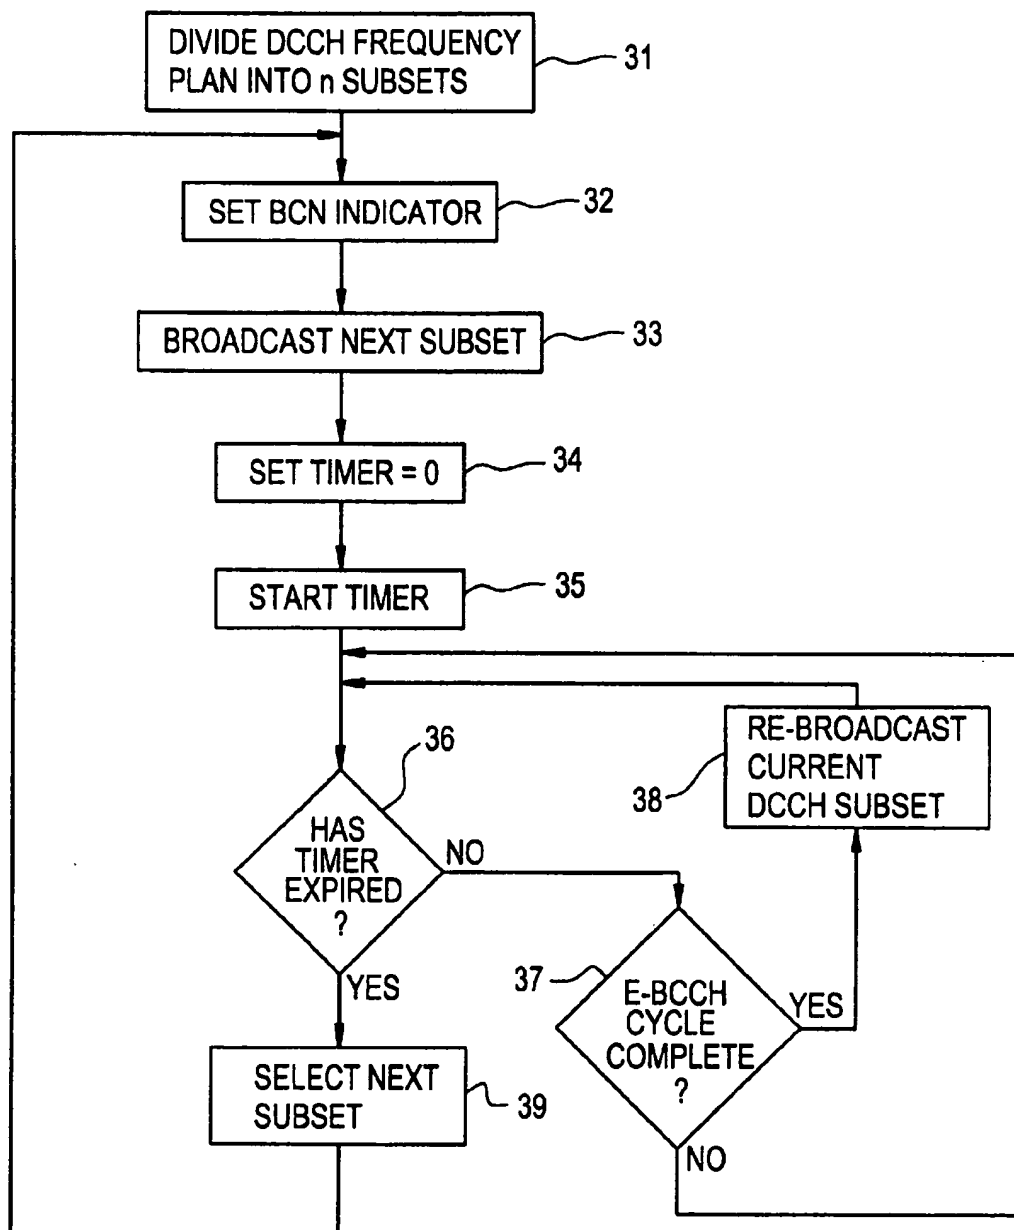 DIVIDE DCCH FREQUENCY
PLAN INTO n SUBSETS
31
SET BCN INDICATOR
32
BROADCAST NEXT SUBSET
33
SET TIMER = 0
34
START TIMER
35
36
HAS
TIMER
EXPIRED
?
NO
YES
RE-BROADCAST
CURRENT
DCCH SUBSET
38
37
E-BCCH
CYCLE
COMPLETE
?
YES
NO
SELECT NEXT
SUBSET
39